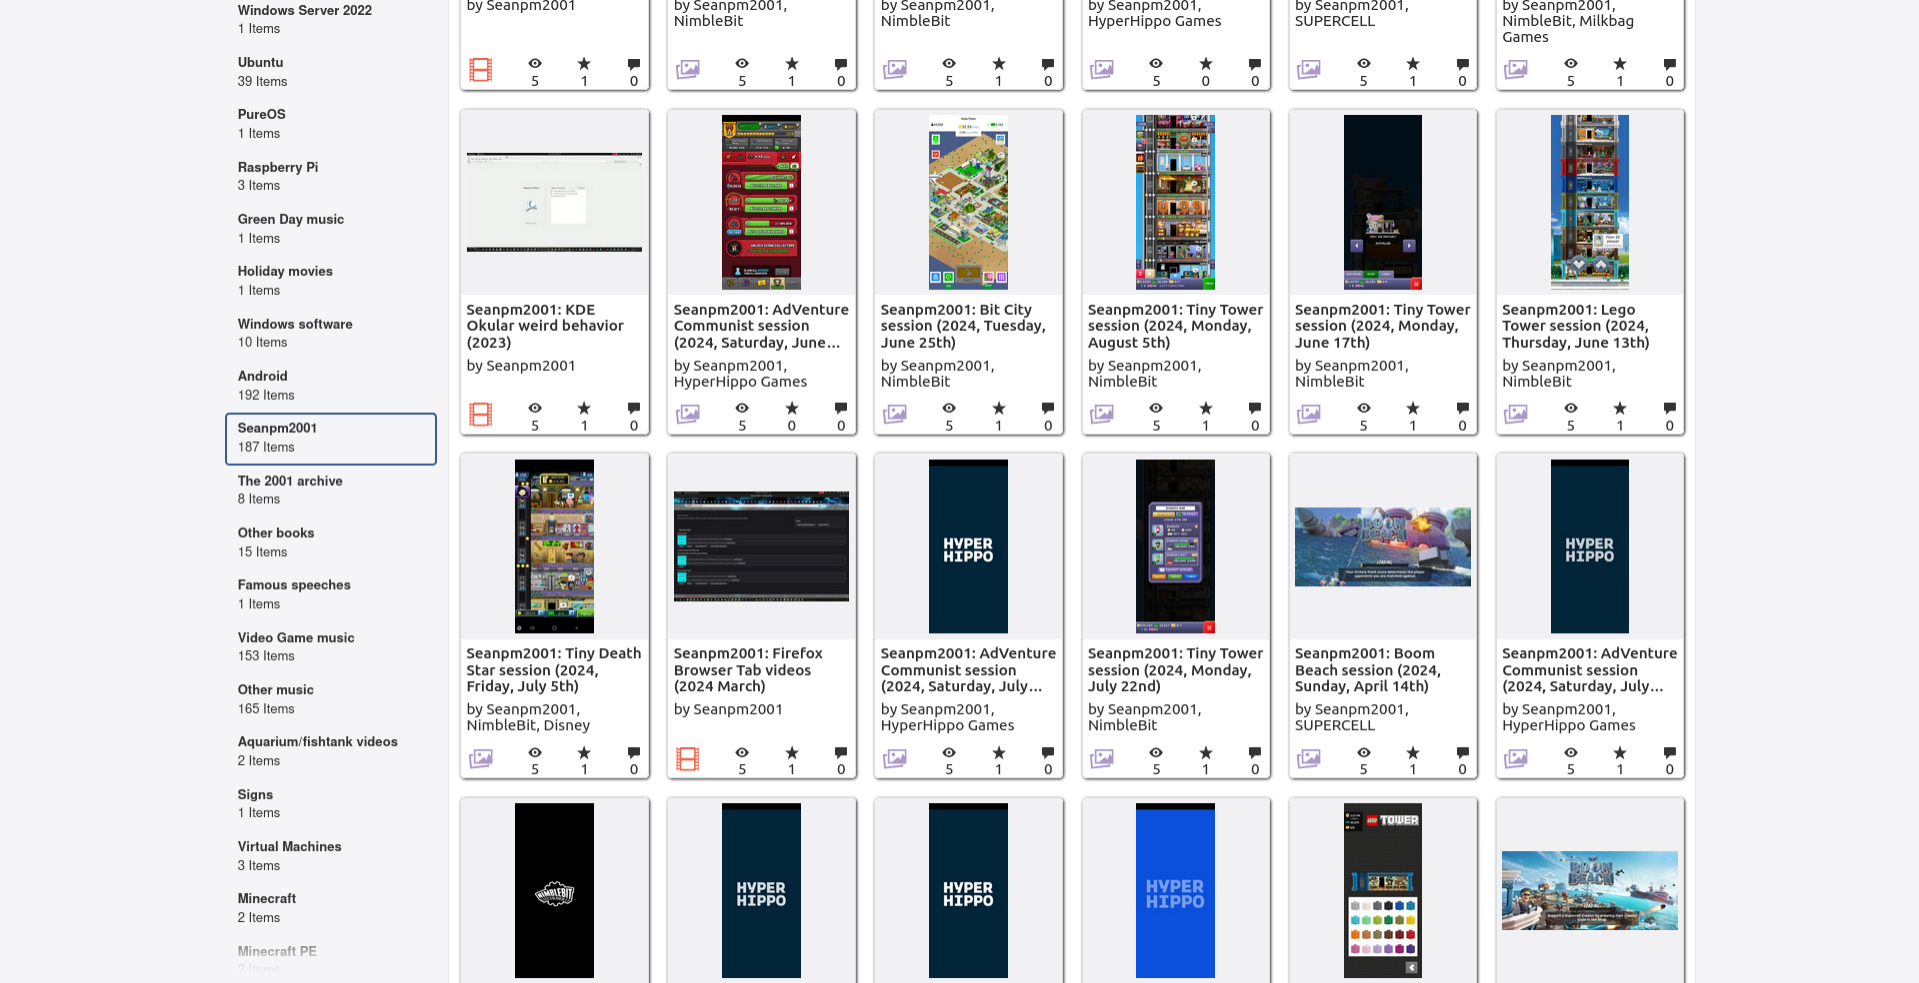 Windows Server 2022
1 Items
Ubuntu
39 Items
PureOS
1 Items
Raspberry Pi
3 Items
Green Day music
1 Items
Holiday movies
1 Items
Windows software
10 Items
Android
192 Items
Seanpm2001
187 Items
The 2001 archive
8 Items
Other books
15 Items
Famous speeches
1 Items
Video Game music
153 Items
Other music
165 Items
Aquarium/fishtank videos
2 Items
Signs
1 Items
Virtual Machines
3 Items
Minecraft
2 Items
Minecraft PE
2 Items
by Seanpm2001
5 1 0
by Seanpm2001,
NimbleBit
5 1 0
by Seanpm2001,
NimbleBit
5 1 0
by Seanpm2001,
HyperHippo Games
5 0 0
by Seanpm2001,
SUPERCELL
5 1 0
by Seanpm2001,
NimbleBit, Milkbag
Games
5 1 0
Seanpm2001: KDE
Okular weird behavior
(2023)
by Seanpm2001
5 1 0
Seanpm2001: AdVenture
Communist session
(2024, Saturday, June...
by Seanpm2001,
HyperHippo Games
5 0 0
Seanpm2001: Bit City
session (2024, Tuesday,
June 25th)
by Seanpm2001,
NimbleBit
5 1 0
Seanpm2001: Tiny Tower
session (2024, Monday,
August 5th)
by Seanpm2001,
NimbleBit
5 1 0
Seanpm2001: Tiny Tower
session (2024, Monday,
June 17th)
by Seanpm2001,
NimbleBit
5 1 0
Seanpm2001: Lego
Tower session (2024,
Thursday, June 13th)
by Seanpm2001,
NimbleBit
5 1 0
Seanpm2001: Tiny Death
Star session (2024,
Friday, July 5th)
by Seanpm2001,
NimbleBit, Disney
5 1 0
Seanpm2001: Firefox
Browser Tab videos
(2024 March)
by Seanpm2001
5 1 0
HYPER
HIPPO
Seanpm2001: AdVenture
Communist session
(2024, Saturday, July...
by Seanpm2001,
HyperHippo Games
5 1 0
Seanpm2001: Tiny Tower
session (2024, Monday,
July 22nd)
by Seanpm2001,
NimbleBit
5 1 0
BOOM
BEACH
Seanpm2001: Boom
Beach session (2024,
Sunday, April 14th)
by Seanpm2001,
SUPERCELL
5 1 0
HYPER
HIPPO
Seanpm2001: AdVenture
Communist session
(2024, Saturday, July...
by Seanpm2001,
HyperHippo Games
5 1 0
NIMBLEBIT
HYPER
HIPPO
HYPER
HIPPO
HYPER
HIPPO
LEGO TOWER
BOOM
BEACH